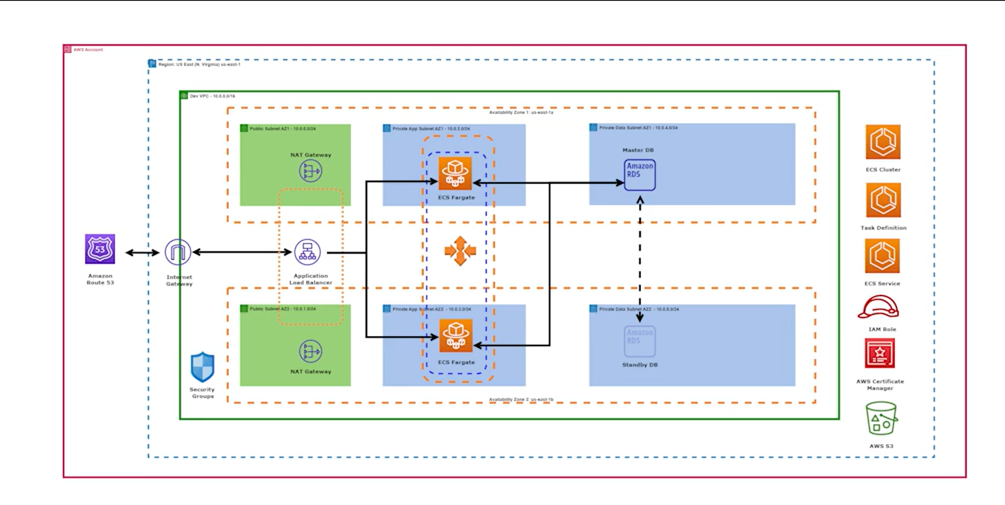 AWS Account
Region: US East (N. Virginia) us-east-1
Dev VPC - 10.0.0.0/16
Availability Zone 1: us-east-1a
Public Subnet AZ1 - 10.0.0.0/24
Private App Subnet AZ1 - 10.0.2.0/24
Private Data Subnet AZ1 - 10.0.4.0/24
NAT Gateway
Master DB
Amazon
RDS
ECS Fargate
ECS Cluster
Task Definition
53
Amazon
Route 53
Internet
Gateway
Application
Load Balancer
ECS Service
Public Subnet AZ2 - 10.0.1.0/24
Private App Subnet AZ2 - 10.0.3.0/24
Private Data Subnet AZ2 - 10.0.5.0/24
IAM Role
Amazon
RDS
ECS Fargate
Standby DB
NAT Gateway
Security
Groups
AWS Certificate
Manager
Availability Zone 2: us-east-1b
AWS S3